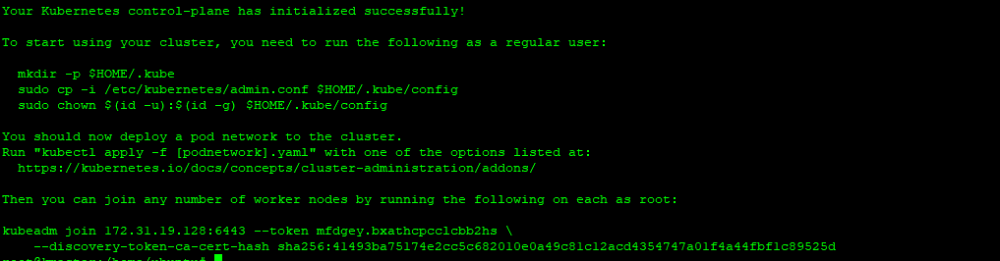 Your Kubernetes control-plane has initialized successfully!
To start using your cluster, you need to run the following as a regular user:
mkdir -p $HOME/.kube
sudo cp -i /etc/kubernetes/admin.conf $HOME/.kube/config
sudo chown $(id -u):$(id -g) $HOME/.kube/config
You should now deploy a pod network to the cluster.
Run "kubectl apply -f [podnetwork].yaml" with one of the options listed at:
https://kubernetes.io/docs/concepts/cluster-administration/addons/
Then you can join any number of worker nodes by running the following on each as root:
kubeadm join 172.31.19.128:6443 --token mfdgey.bxathcpcclcbb2hs \
--discovery-token-ca-cert-hash sha256:41493ba75174e2cc5c682010e0a49c81c12acd4354747a01f4a44fbf1c89525d